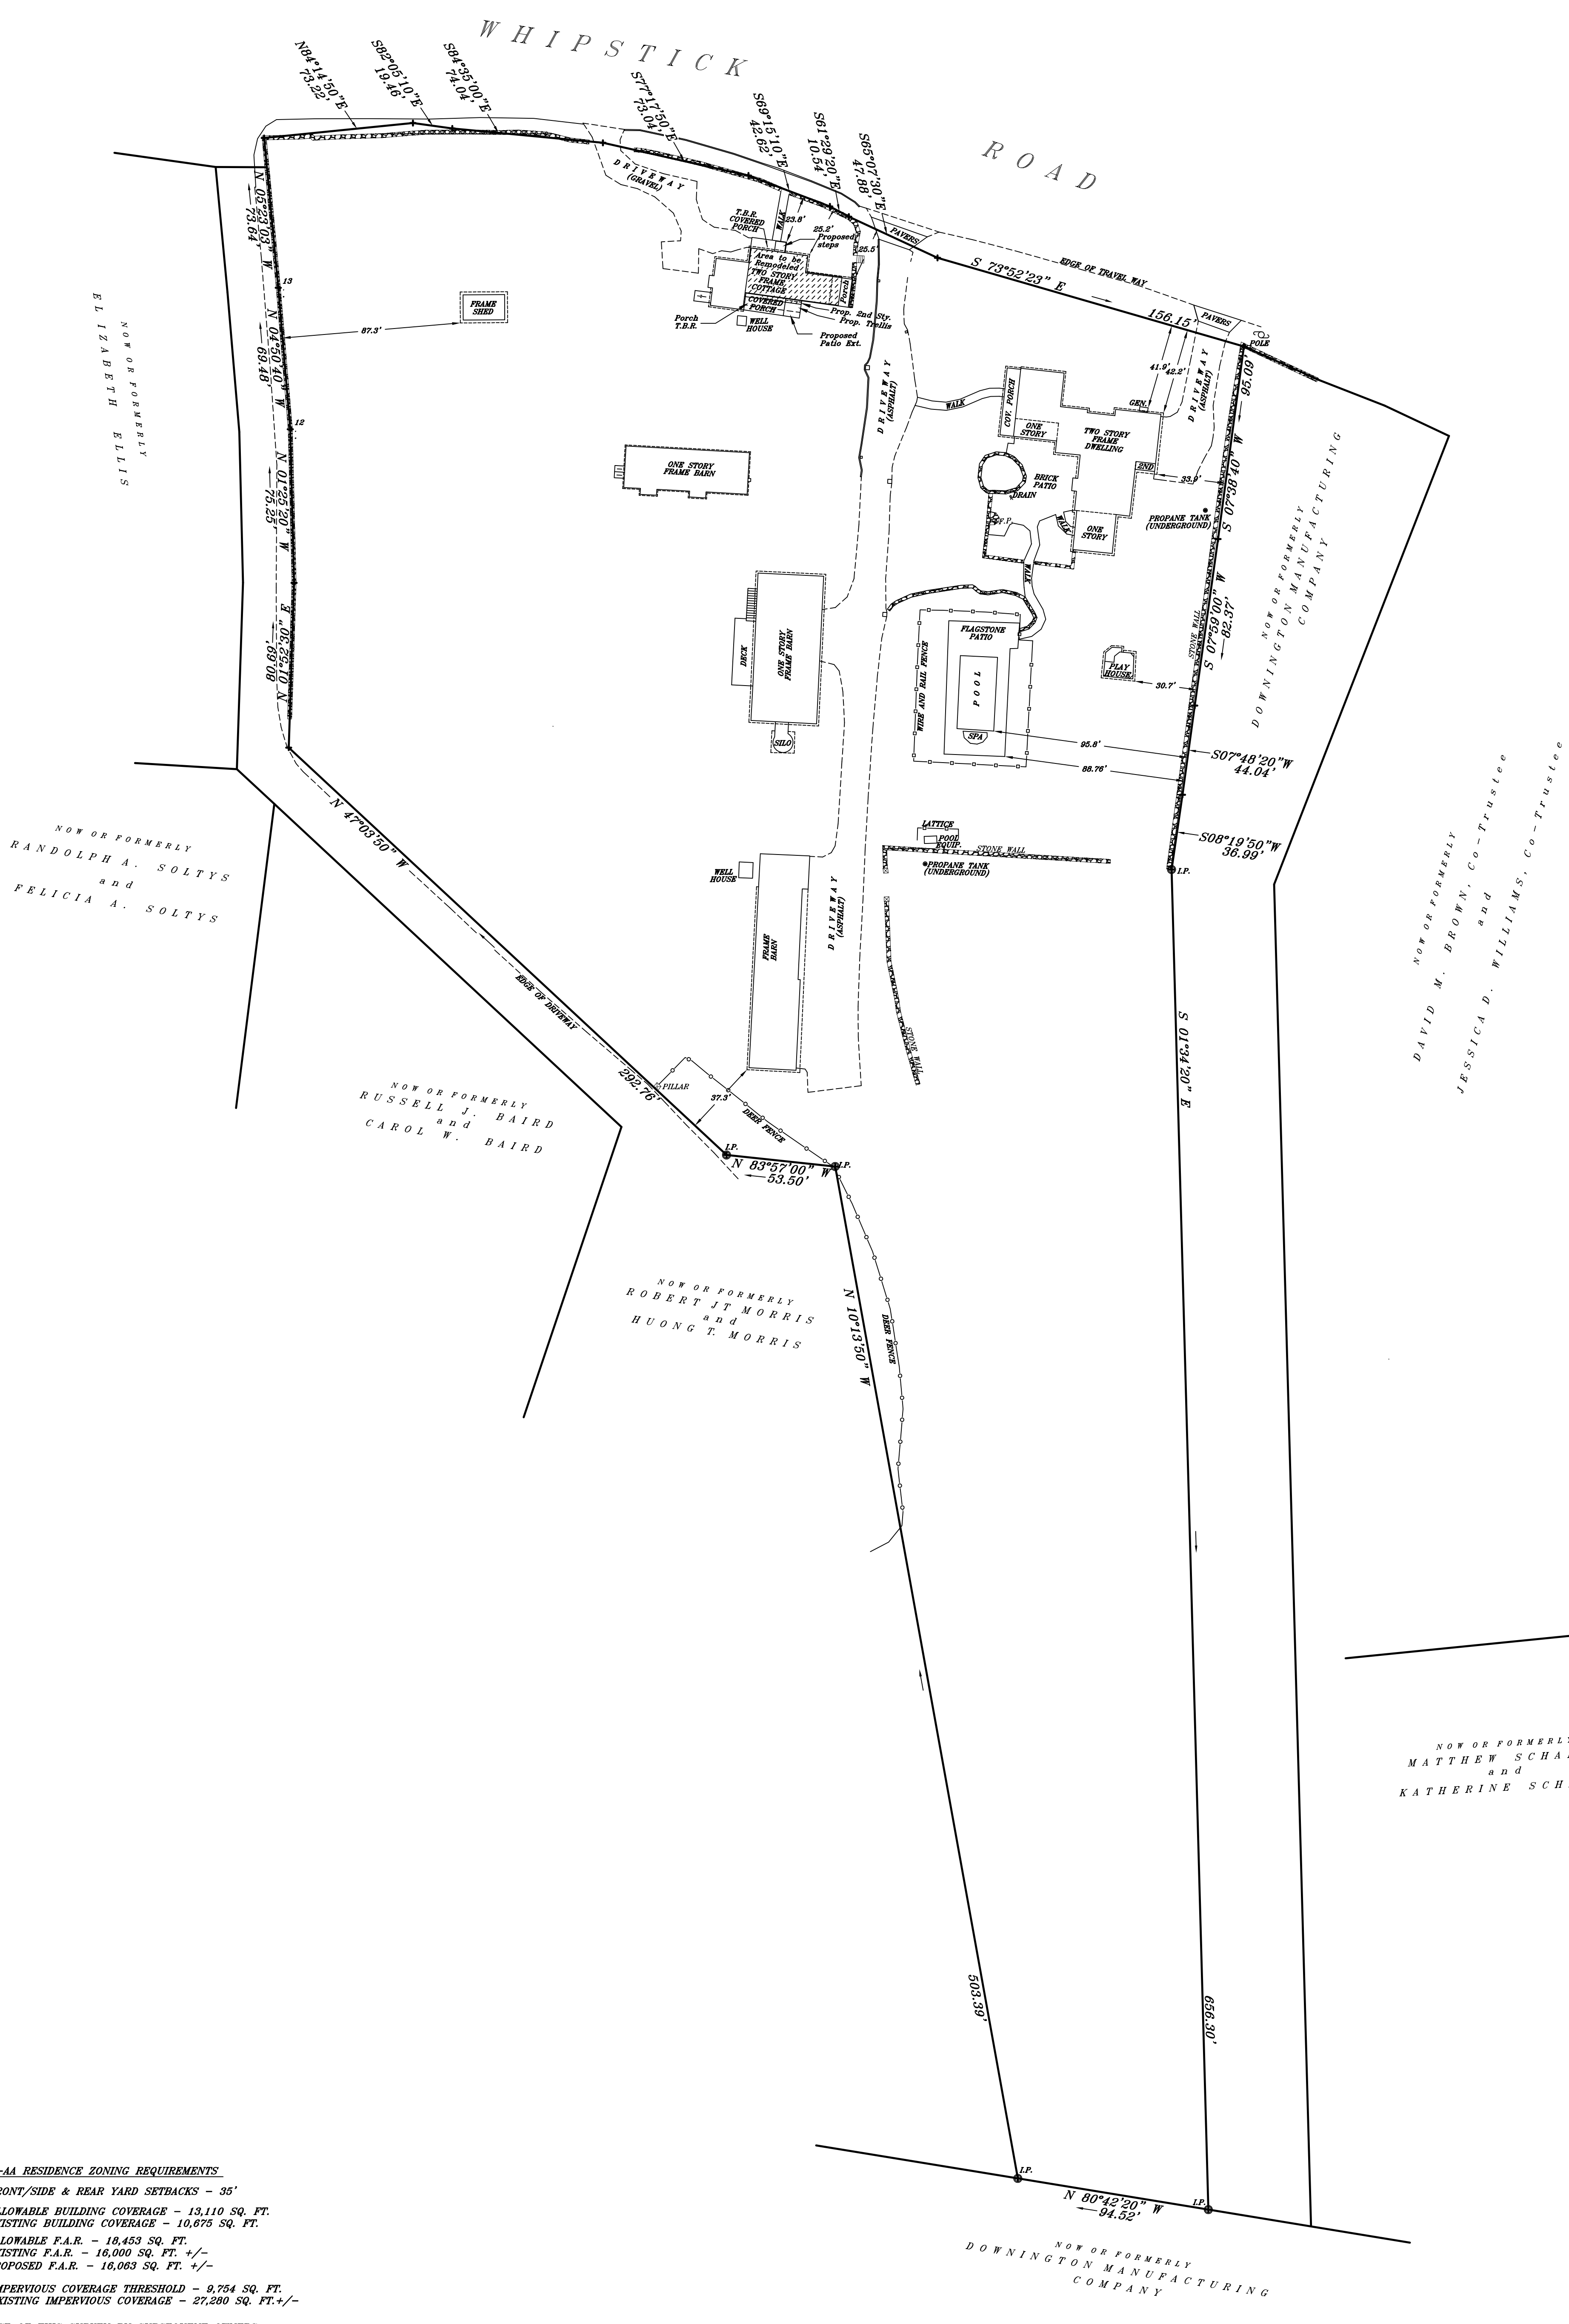 WHIPSTICK
ROAD
N84°14'50"E
73.22'
S82°05'10"E
19.46'
S84°35'00"E
74.04'
S77°17'50"E
73.04'
S69°15'10"E
42.62'
S61°29'20"E
10.54'
S65°07'30"E
47.88'
DRIVEWAY
(GRAVEL)
T.B.R.
COVERED
PORCH
WALK
23.8'
25.2'
Proposed
steps
25.5'
PAVERS
Area to be
Remodeled
TWO STORY
FRAME
COTTAGE
Porch
COVERED
PORCH
Porch
T.B.R.
WELL
HOUSE
Prop. 2nd Sty.
Prop. Trellis
Proposed
Patio Ext.
S 73°52'23" E
156.15'
EDGE OF TRAVEL WAY
PAVERS
POLE
N 05°23'03" W
73.64'
13
N 04°50'40" W
69.48'
12
N 01°25'20" W
75.25'
N 01°52'30" E
69.08'
NOW OR FORMERLY
ELIZABETH ELLIS
FRAME
SHED
87.3'
DRIVEWAY
(ASPHALT)
WALK
COV. PORCH
41.9'
42.2'
GEN.
DRIVEWAY
(ASPHALT)
ONE
STORY
TWO STORY
FRAME
DWELLING
2ND
33.9'
95.09'
S 07°38'40" W
ONE STORY
FRAME BARN
BRICK
PATIO
DRAIN
F.P.
WALK
ONE
STORY
WALK
PROPANE TANK
(UNDERGROUND)
NOW OR FORMERLY
DOWNINGTON MANUFACTURING
COMPANY
S 07°59'00" W
82.37'
STONE WALL
DECK
ONE STORY
FRAME BARN
SILO
WIRE AND RAIL FENCE
FLAGSTONE
PATIO
POOL
SPA
PLAY
HOUSE
30.7'
95.8'
88.76'
S07°48'20"W
44.04'
S08°19'50"W
36.99'
I.P.
LATTICE
POOL
EQUIP.
STONE WALL
PROPANE TANK
(UNDERGROUND)
WELL
HOUSE
FRAME
BARN
DRIVEWAY
(ASPHALT)
STONE WALL
N 47°03'50" W
292.76'
EDGE OF DRIVEWAY
PILLAR
37.3'
DEER FENCE
I.P.
N 83°57'00" W
53.50'
I.P.
NOW OR FORMERLY
RANDOLPH A. SOLTYS
and
FELICIA A. SOLTYS
NOW OR FORMERLY
RUSSELL J. BAIRD
and
CAROL W. BAIRD
NOW OR FORMERLY
ROBERT JT MORRIS
and
HUONG T. MORRIS
NOW OR FORMERLY
DAVID M. BROWN, Co-Trustee
and
JESSICA D. WILLIAMS, Co-Trustee
S 01°34'20" E
656.30'
N 10°13'50" W
503.39'
DEER FENCE
NOW OR FORMERLY
MATTHEW SCHA
and
KATHERINE SCH
I.P.
I.P.
N 80°42'20" W
94.52'
NOW OR FORMERLY
DOWNINGTON MANUFACTURING
COMPANY
-AA RESIDENCE ZONING REQUIREMENTS
RONT/SIDE & REAR YARD SETBACKS - 35'
LLOWABLE BUILDING COVERAGE - 13,110 SQ. FT.
XISTING BUILDING COVERAGE - 10,675 SQ. FT.
LLOWABLE F.A.R. - 18,453 SQ. FT.
XISTING F.A.R. - 16,000 SQ. FT. +/-
ROPOSED F.A.R. - 16,063 SQ. FT. +/-
MPERVIOUS COVERAGE THRESHOLD - 9,754 SQ. FT.
XISTING IMPERVIOUS COVERAGE - 27,280 SQ. FT.+/-